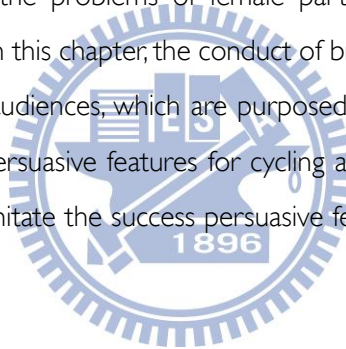 the problems of female part
n this chapter, the conduct of b
udiences, which are purposed
ersuasive features for cycling a
nitate the success persuasive fe
E S A
1896